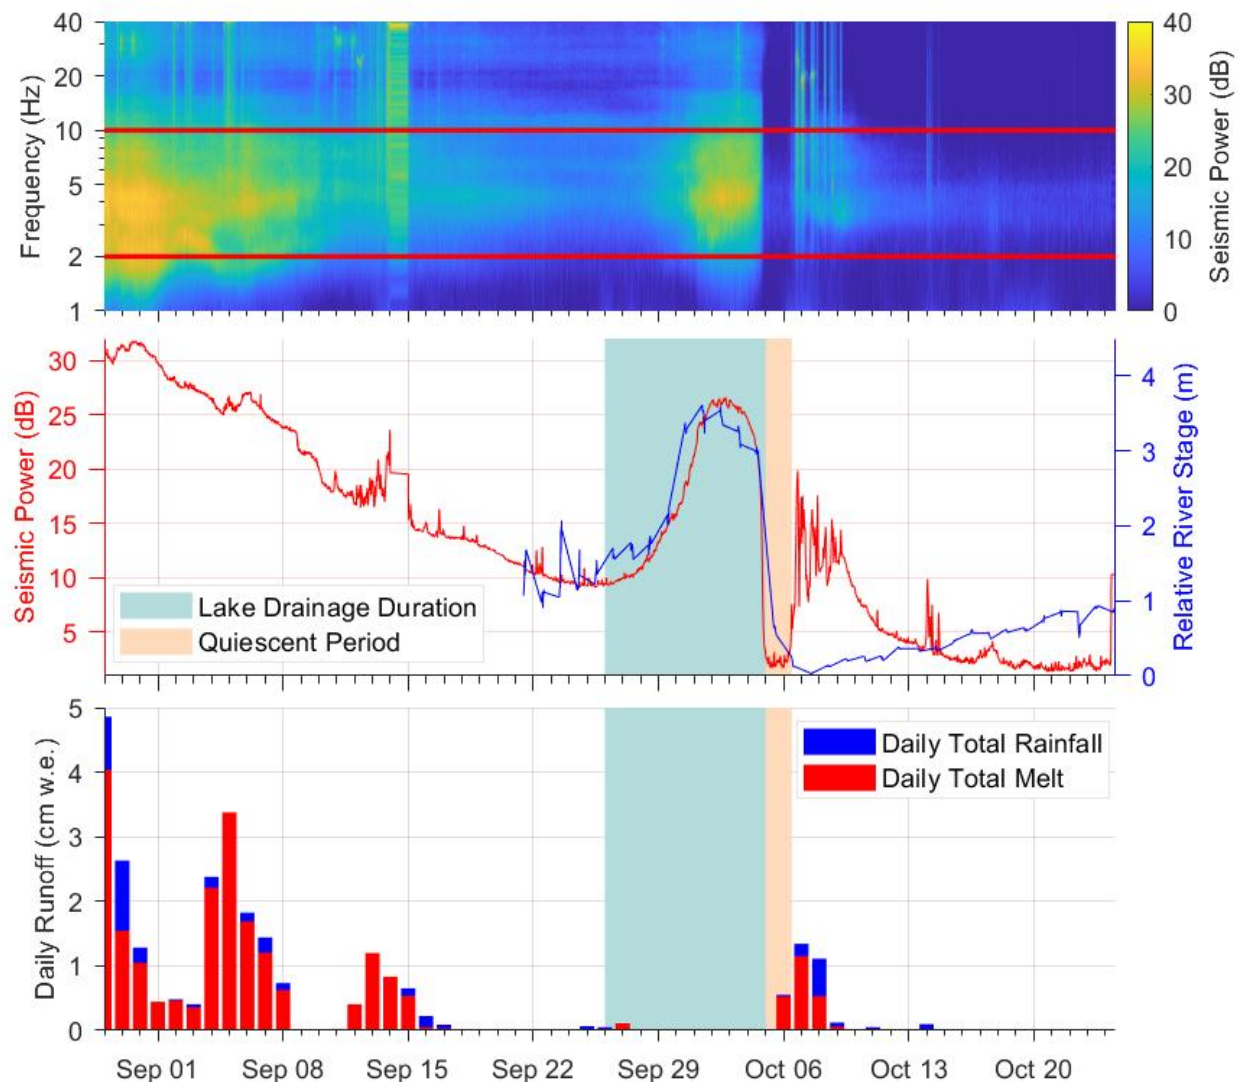 40
20
10
5
2
1
Frequency (Hz)
40
30
20
10
0
Seismic Power (dB)
30
25
20
15
10
5
Seismic Power (dB)
Lake Drainage Duration
Quiescent Period
4
3
2
1
0
Relative River Stage (m)
5
4
3
2
1
0
Daily Runoff (cm w.e.)
Daily Total Rainfall
Daily Total Melt
Sep 01 Sep 08 Sep 15 Sep 22 Sep 29 Oct 06 Oct 13 Oct 20